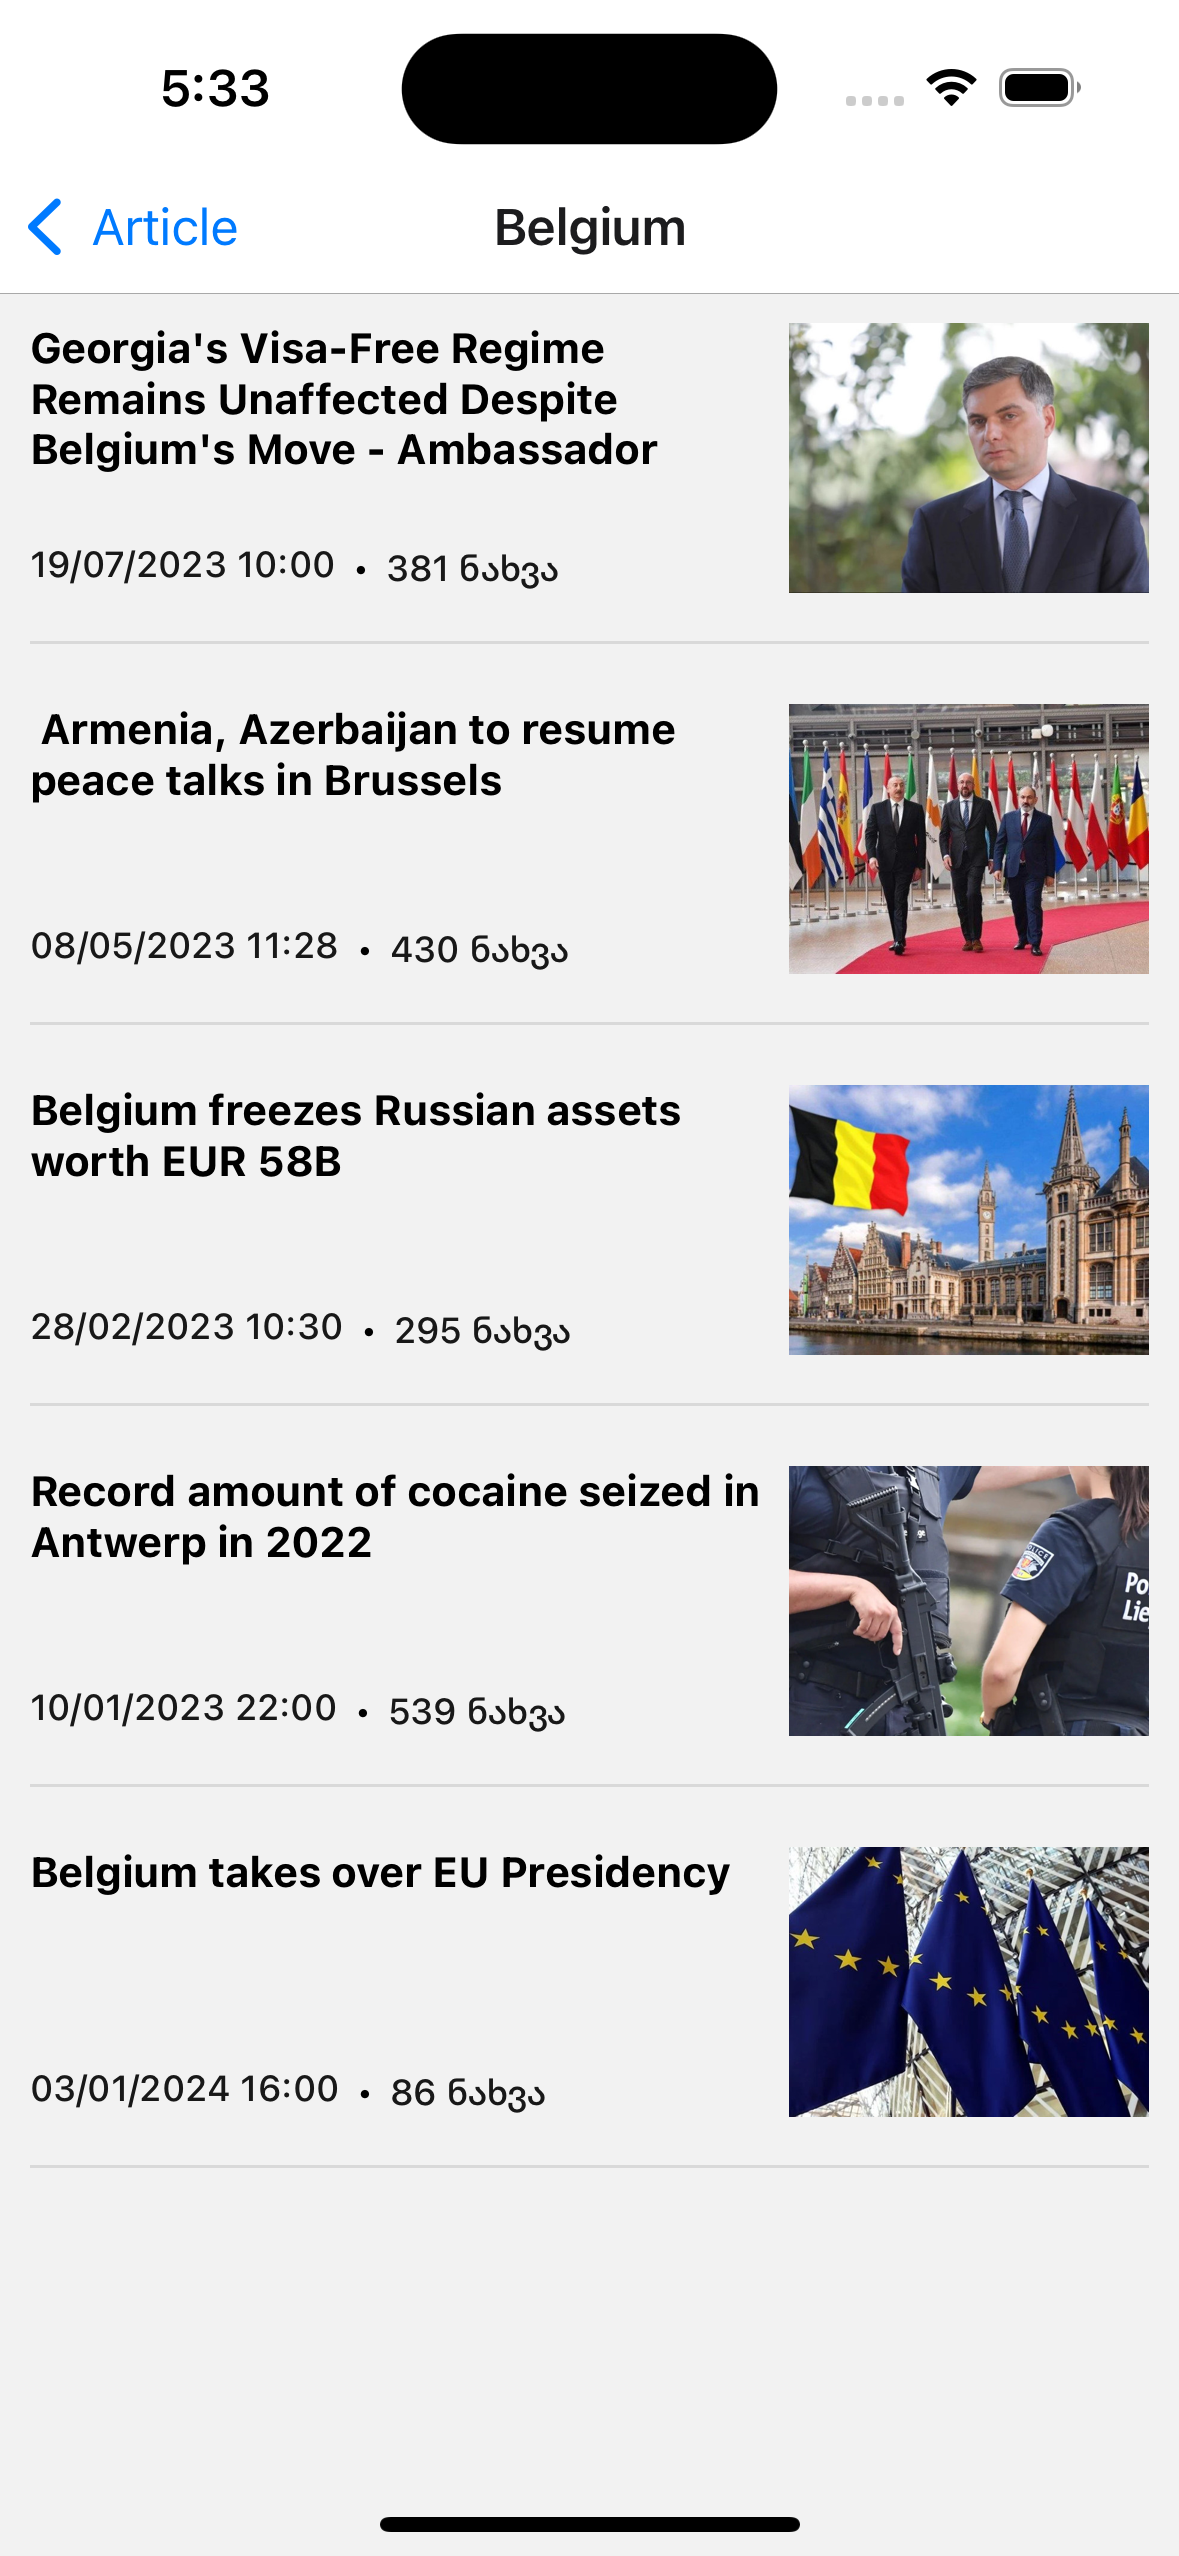 5:33
Article
Belgium
Georgia's Visa-Free Regime
Remains Unaffected Despite
Belgium's Move - Ambassador
19/07/2023 10:00 • 381 ნახვა
Armenia, Azerbaijan to resume
peace talks in Brussels
08/05/2023 11:28 • 430 ნახვა
Belgium freezes Russian assets
worth EUR 58B
28/02/2023 10:30 • 295 ნახვა
Record amount of cocaine seized in
Antwerp in 2022
POLICE
Po
Lie
10/01/2023 22:00 • 539 ნახვა
Belgium takes over EU Presidency
03/01/2024 16:00 • 86 ნახვა